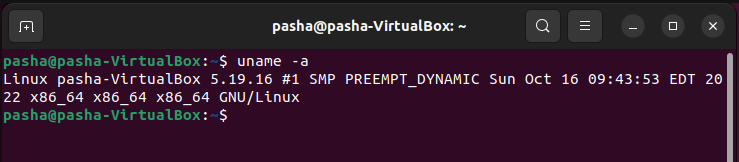 pasha@pasha-VirtualBox: ~
pasha@pasha-VirtualBox:~$ uname -a
Linux pasha-VirtualBox 5.19.16 #1 SMP PREEMPT_DYNAMIC Sun Oct 16 09:43:53 EDT 20
22 x86_64 x86_64 x86_64 GNU/Linux
pasha@pasha-VirtualBox:~$